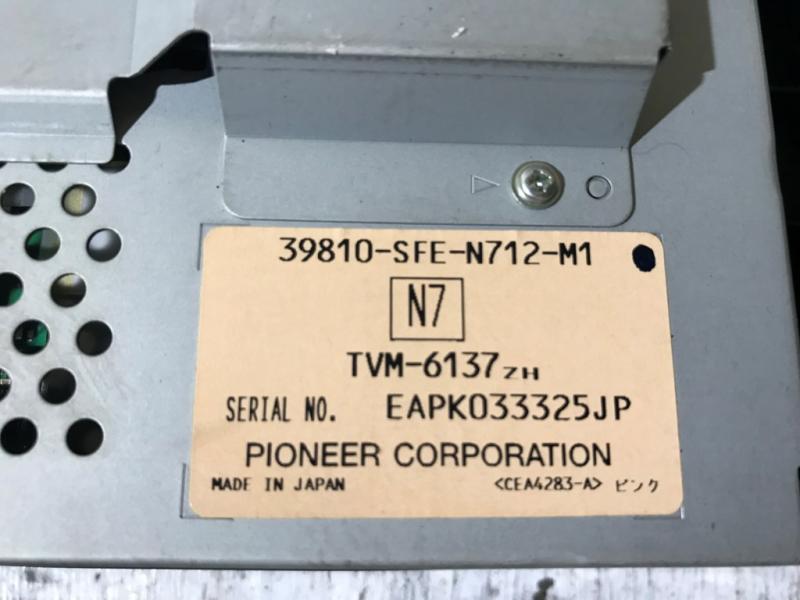 39810-SFE-N712-M1
N7
TVM-6137ZH
SERIAL NO. EAPK033325JP
PIONEER CORPORATION
MADE IN JAPAN <CEA4283-A> ピンク